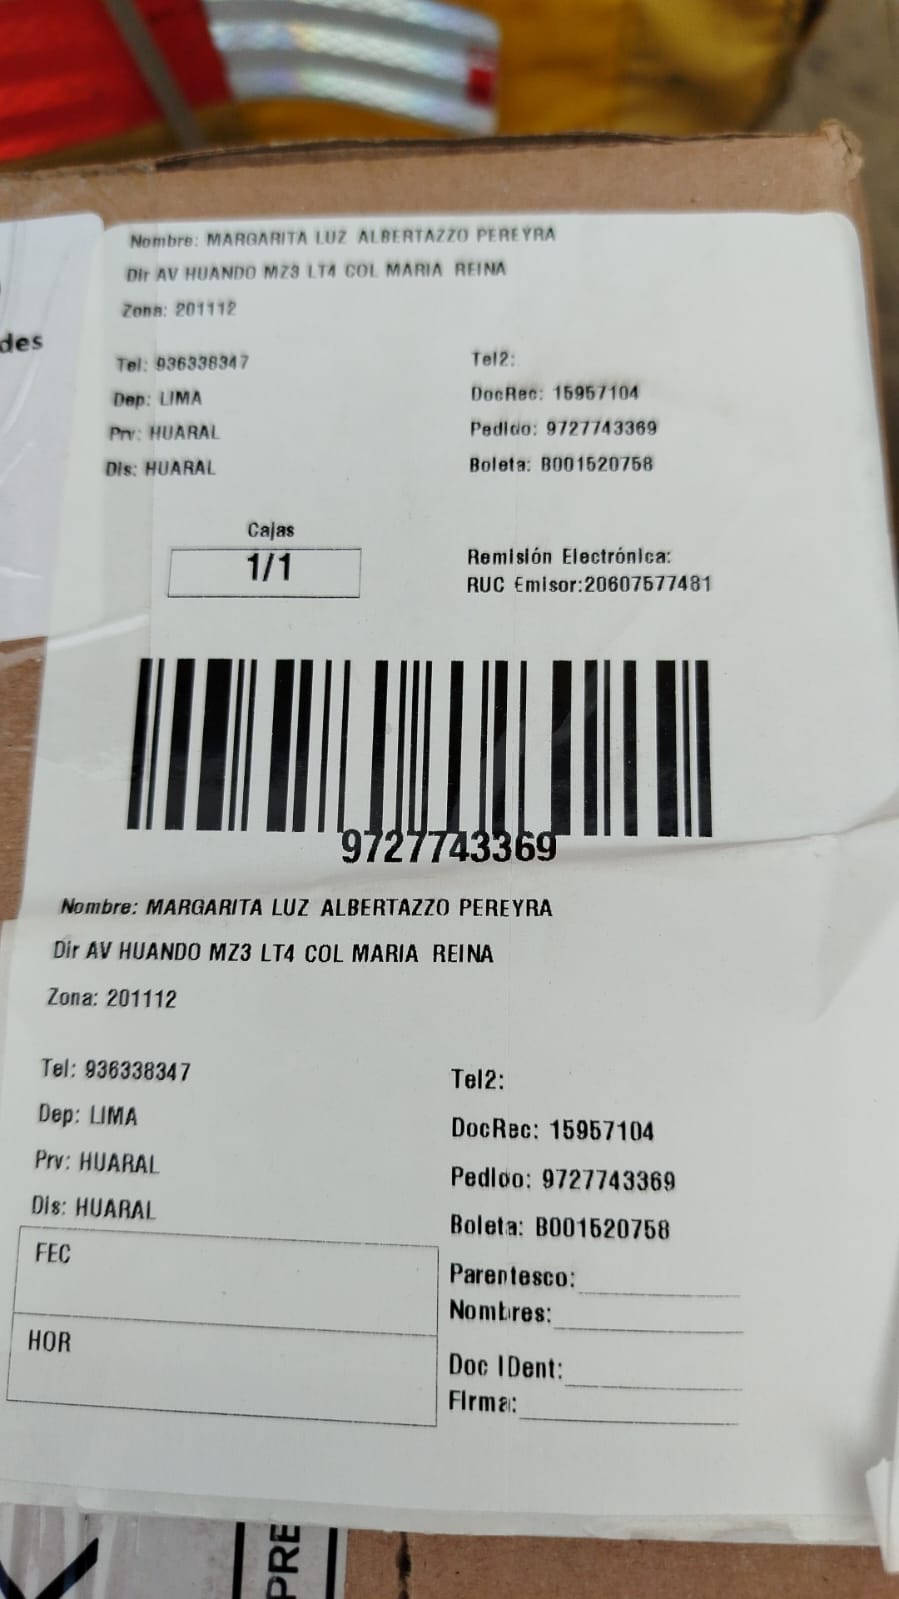 des
Nombre: MARGARITA LUZ ALBERTAZZO PEREYRA
Dir AV HUANDO MZ3 LT4 COL MARIA REINA
Zona: 201112
Tel: 936338347 Tel2:
Dep: LIMA DocRec: 15957104
Prv: HUARAL Pedido: 9727743369
Dis: HUARAL Boleta: B001520758
Cajas
1/1
Remisión Electrónica:
RUC Emisor:20607577481
9727743369
Nombre: MARGARITA LUZ ALBERTAZZO PEREYRA
Dir AV HUANDO MZ3 LT4 COL MARIA REINA
Zona: 201112
Tel: 936338347 Tel2:
Dep: LIMA DocRec: 15957104
Prv: HUARAL Pedido: 9727743369
Dis: HUARAL Boleta: B001520758
FEC
HOR
Parentesco:
Nombres:
Doc IDent:
Firma:
PRE